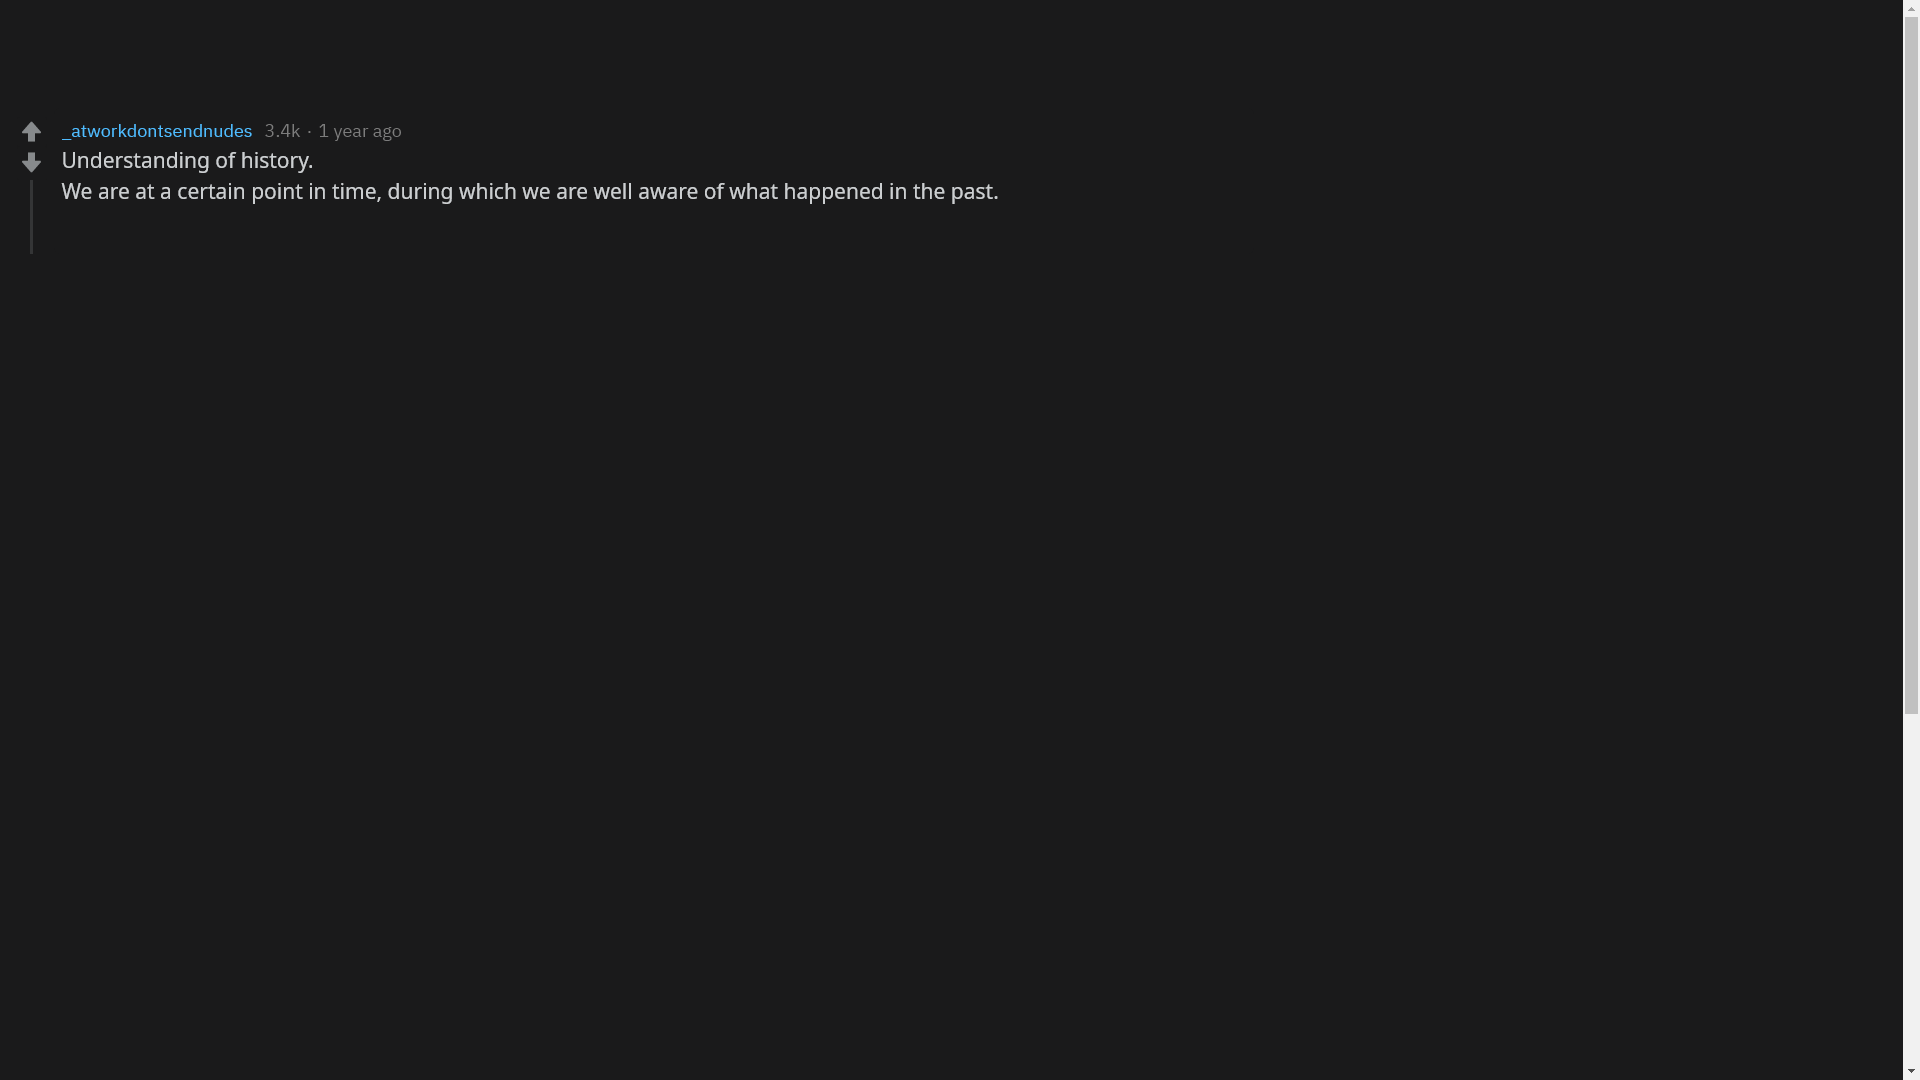 _atworkdontsendnudes 3.4k · 1 year ago
Understanding of history.
We are at a certain point in time, during which we are well aware of what happened in the past.